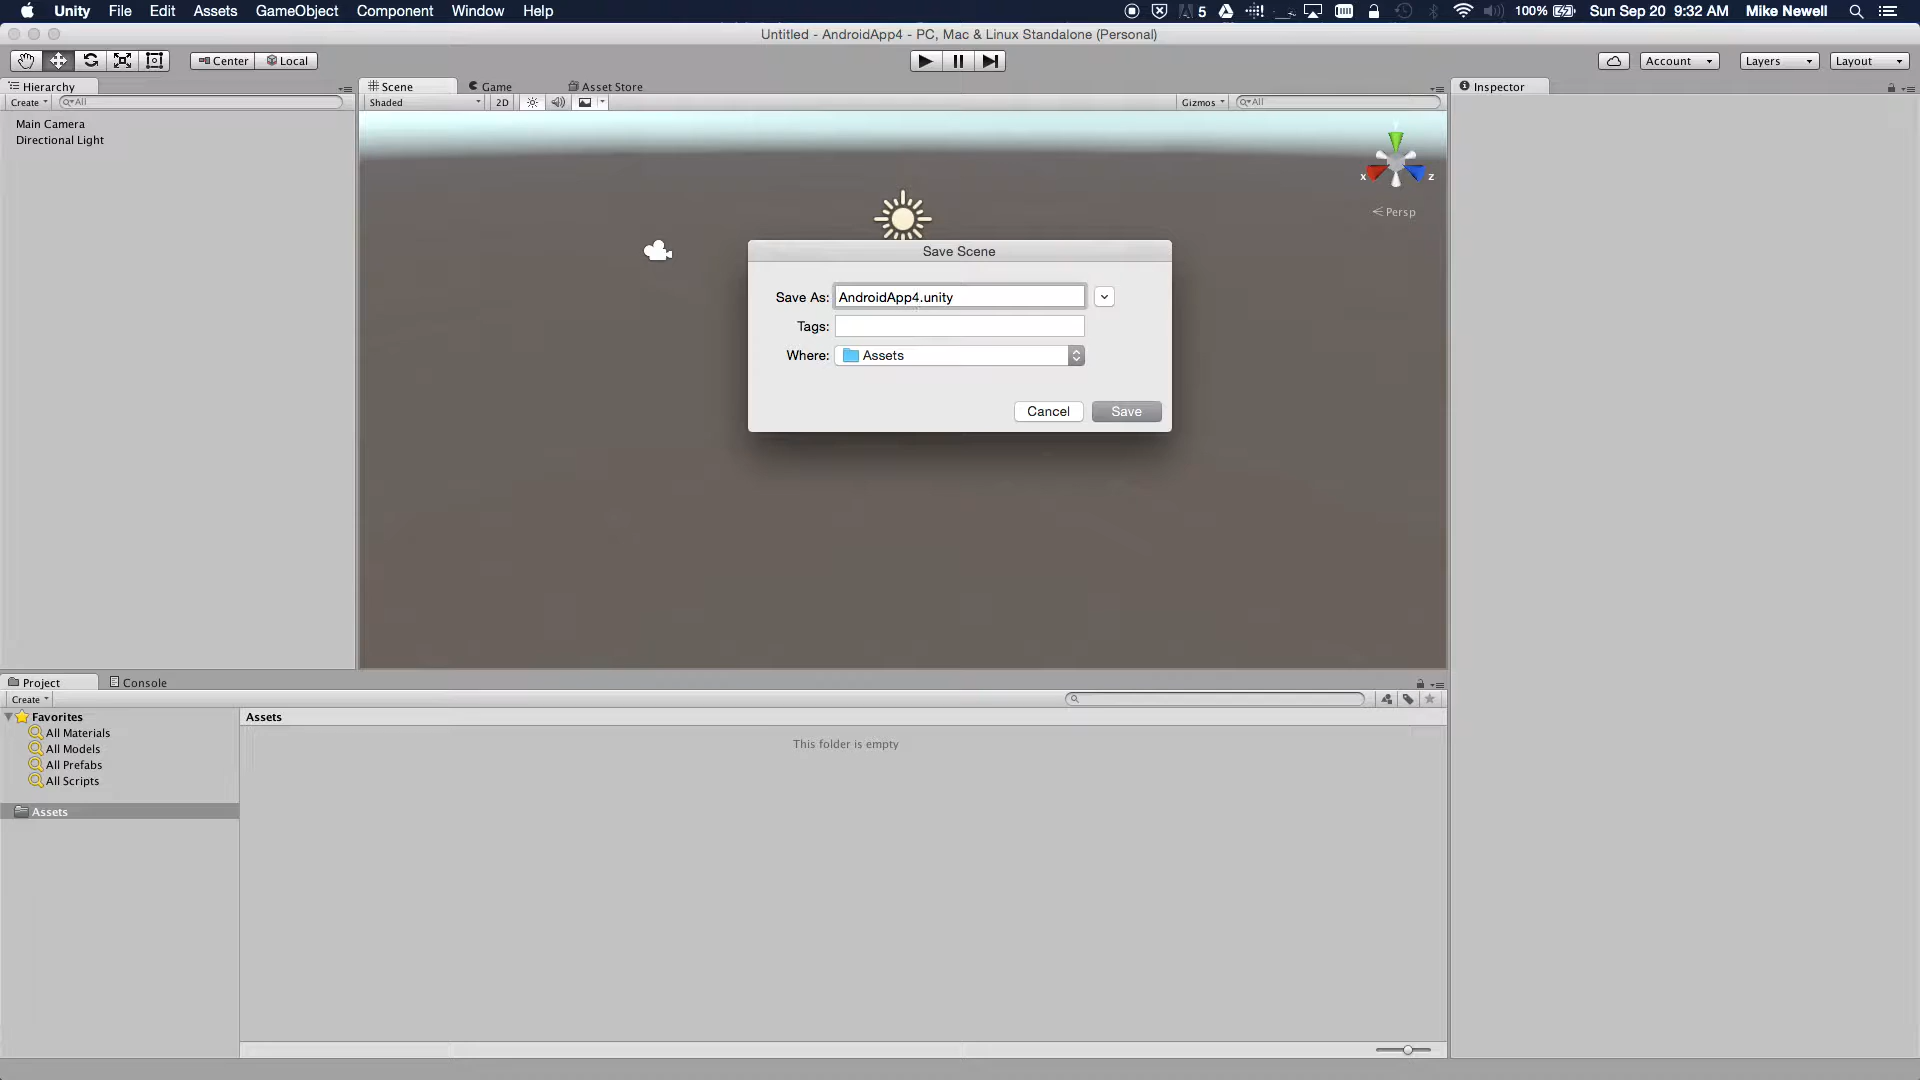 Unity File Edit Assets GameObject Component Window Help 5 100% Sun Sep 20 9:32 AM Mike Newell
Untitled - AndroidApp4 - PC, Mac & Linux Standalone (Personal)
Center Local Account Layers Layout
Hierarchy Scene Game Asset Store Inspector
Create All Shaded 2D Gizmos All
Main Camera
Directional Light
x z
Persp
Save Scene
Save As: AndroidApp4.unity
Tags:
Where: Assets
Cancel Save
Project Console
Create
Favorites
All Materials
All Models
All Prefabs
All Scripts
Assets
Assets
This folder is empty